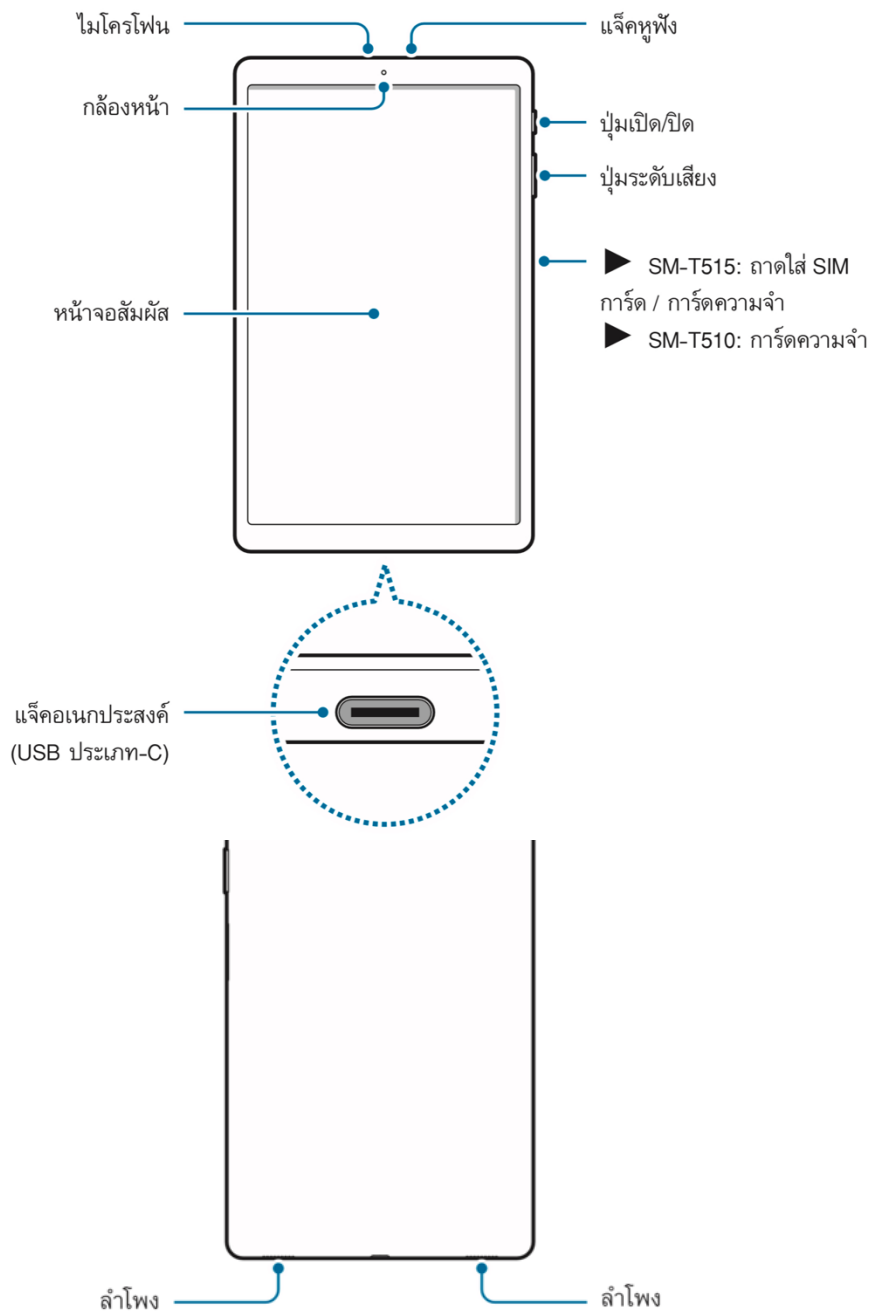 ไมโครโฟน
แจ็คหูฟัง
กล้องหน้า
ปุ่มเปิด/ปิด
ปุ่มระดับเสียง
▶ SM-T515: ถาดใส่ SIM
การ์ด / การ์ดความจำ
▶ SM-T510: การ์ดความจำ
หน้าจอสัมผัส
แจ็คอเนกประสงค์
(USB ประเภท-C)
ลำโพง
ลำโพง